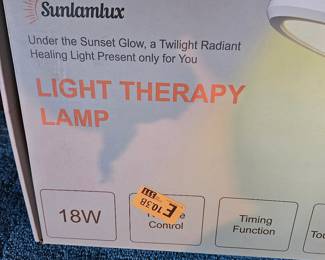 Sunlamlux
Under the Sunset Glow, a Twilight Radiant
Healing Light Present only for You
LIGHT THERAPY
LAMP
18W
Control
Timing
Function